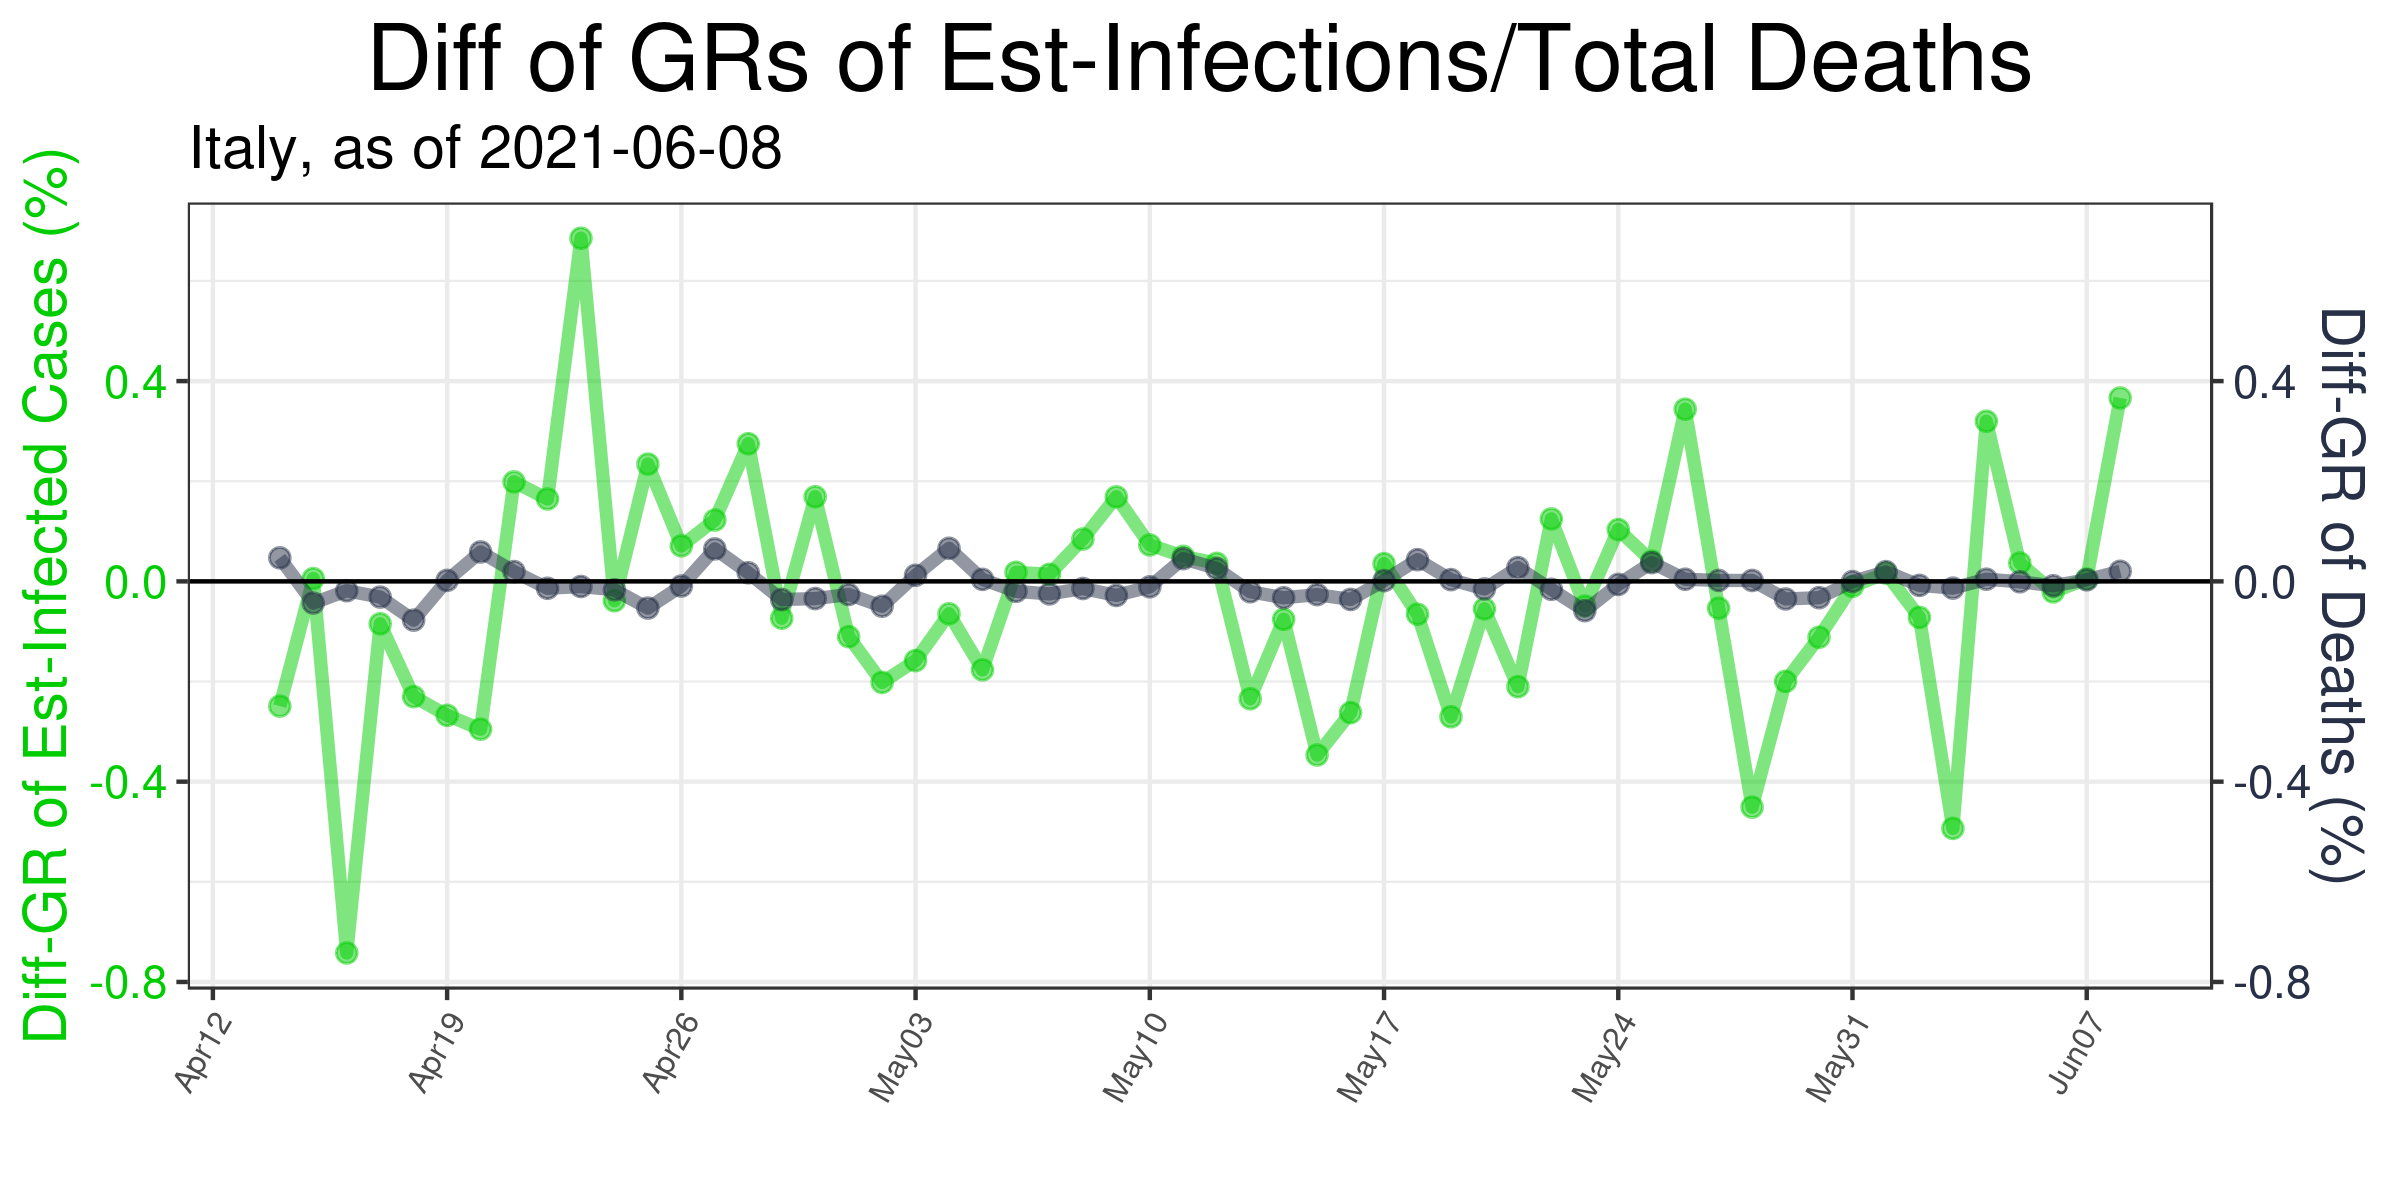 Diff of GRs of Est-Infections/Total Deaths
Italy, as of 2021-06-08
Diff-GR of Est-Infected Cases (%)
0.4
0.0
-0.4
-0.8
0.4
0.0
-0.4
-0.8
Diff-GR of Deaths (%)
Apr12 Apr19 Apr26 May03 May10 May17 May24 May31 Jun07